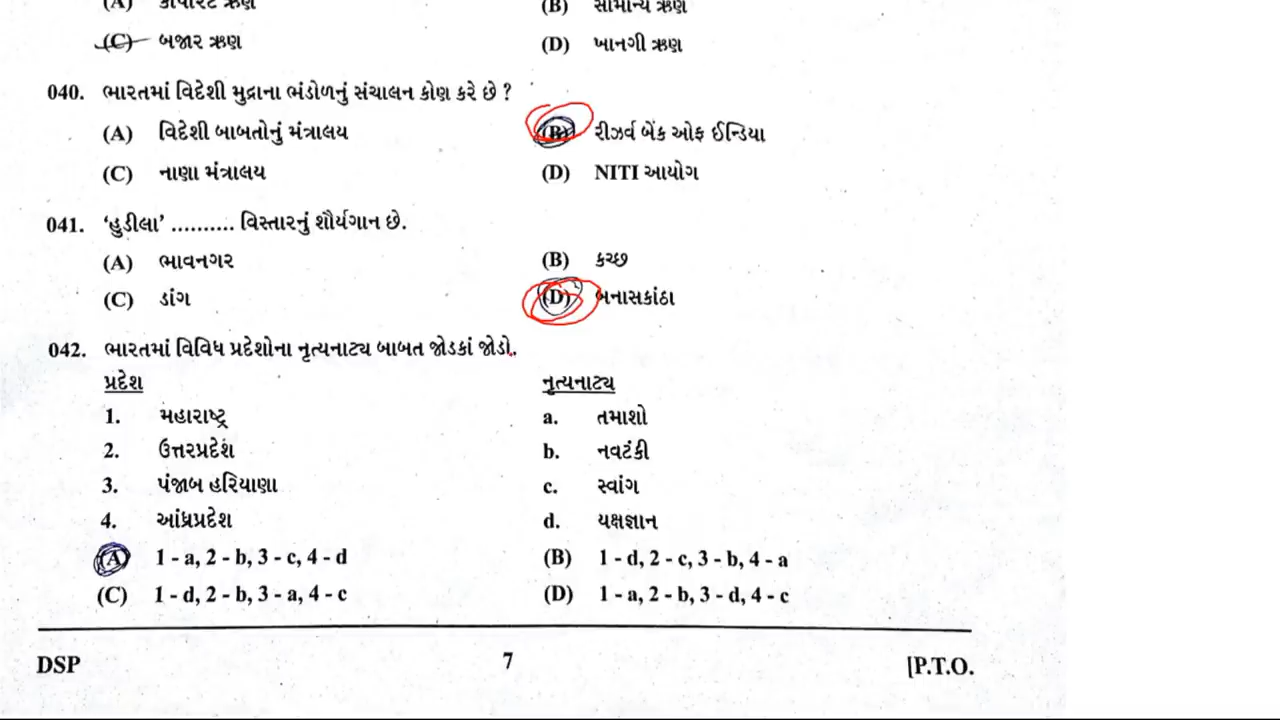 (A) કોર્પોરેટ ઋણ (B) સામાન્ય ઋણ
(C) બજાર ઋણ (D) ખાનગી ઋણ
040. ભારતમાં વિદેશી મુદ્રાના ભંડોળનું સંચાલન કોણ કરે છે ?
(A) વિદેશી બાબતોનું મંત્રાલય (B) રીઝર્વ બેંક ઓફ ઈન્ડિયા
(C) નાણા મંત્રાલય (D) NITI આયોગ
041. ‘હુડીલા’ .......... વિસ્તારનું શૌર્યગાન છે.
(A) ભાવનગર (B) કચ્છ
(C) ડાંગ (D) બનાસકાંઠા
042. ભારતમાં વિવિધ પ્રદેશોના નૃત્યનાટ્ય બાબત જોડકાં જોડો.
પ્રદેશ નૃત્યનાટ્ય
1. મહારાષ્ટ્ર a. તમાશો
2. ઉત્તરપ્રદેશ b. નવટંકી
3. પંજાબ હરિયાણા c. સ્વાંગ
4. આંધ્રપ્રદેશ d. યક્ષજ્ઞાન
(A) 1 - a, 2 - b, 3 - c, 4 - d (B) 1 - d, 2 - c, 3 - b, 4 - a
(C) 1 - d, 2 - b, 3 - a, 4 - c (D) 1 - a, 2 - b, 3 - d, 4 - c
DSP 7 [P.T.O.